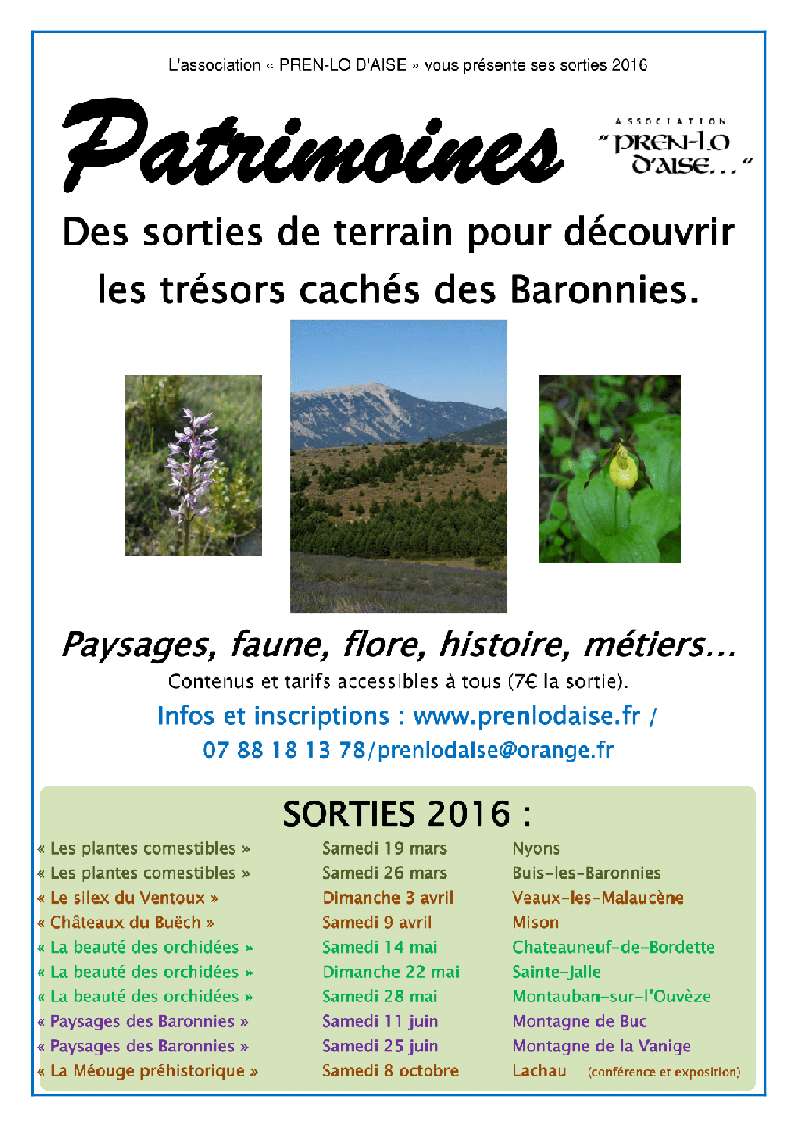 L'association « PREN-LO D'AISE » vous présente ses sorties 2016
Patrimoines
ASSOCIATION
“PREN-LO
D'AISE...”
Des sorties de terrain pour découvrir
les trésors cachés des Baronnies.
Paysages, faune, flore, histoire, métiers...
Contenus et tarifs accessibles à tous (7€ la sortie).
Infos et inscriptions : www.prenlodaise.fr /
07 88 18 13 78/prenlodaise@orange.fr
SORTIES 2016 :
« Les plantes comestibles » Samedi 19 mars Nyons
« Les plantes comestibles » Samedi 26 mars Buis-les-Baronnies
« Le silex du Ventoux » Dimanche 3 avril Veaux-les-Malaucène
« Châteaux du Buëch » Samedi 9 avril Mison
« La beauté des orchidées » Samedi 14 mai Chateauneuf-de-Bordette
« La beauté des orchidées » Dimanche 22 mai Sainte-Jalle
« La beauté des orchidées » Samedi 28 mai Montauban-sur-l'Ouvèze
« Paysages des Baronnies » Samedi 11 juin Montagne de Buc
« Paysages des Baronnies » Samedi 25 juin Montagne de la Vanige
« La Méouge préhistorique » Samedi 8 octobre Lachau (conférence et exposition)